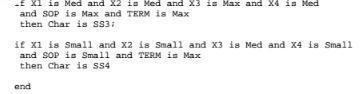 .f X1 is Med and X2 is Med and X3 is Max and X4 is Med
and SOP is Max and TERM is Max
then Char is SS3;
if X1 is Small and X2 is Small and X3 is Med and X4 is Small
and SOP is Small and TERM is Max
then Char is SS4
end